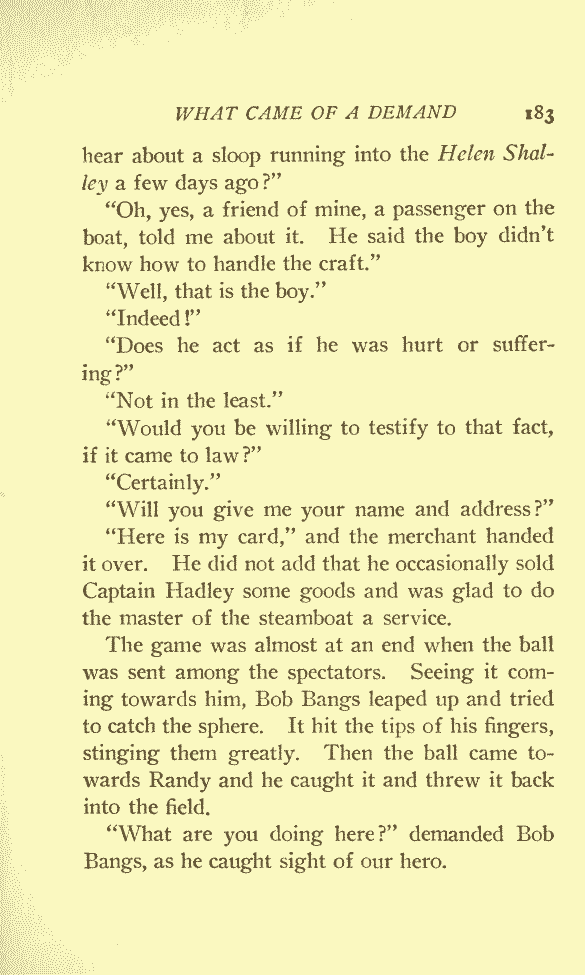 WHAT CAME OF A DEMAND 183
hear about a sloop running into the Helen Shal-
ley a few days ago?”
“Oh, yes, a friend of mine, a passenger on the
boat, told me about it. He said the boy didn’t
know how to handle the craft.”
“Well, that is the boy.”
“Indeed!”
“Does he act as if he was hurt or suffer-
ing?”
“Not in the least.”
“Would you be willing to testify to that fact,
if it came to law?”
“Certainly.”
“Will you give me your name and address?”
“Here is my card,” and the merchant handed
it over. He did not add that he occasionally sold
Captain Hadley some goods and was glad to do
the master of the steamboat a service.
The game was almost at an end when the ball
was sent among the spectators. Seeing it com-
ing towards him, Bob Bangs leaped up and tried
to catch the sphere. It hit the tips of his fingers,
stinging them greatly. Then the ball came to-
wards Randy and he caught it and threw it back
into the field.
“What are you doing here?” demanded Bob
Bangs, as he caught sight of our hero.